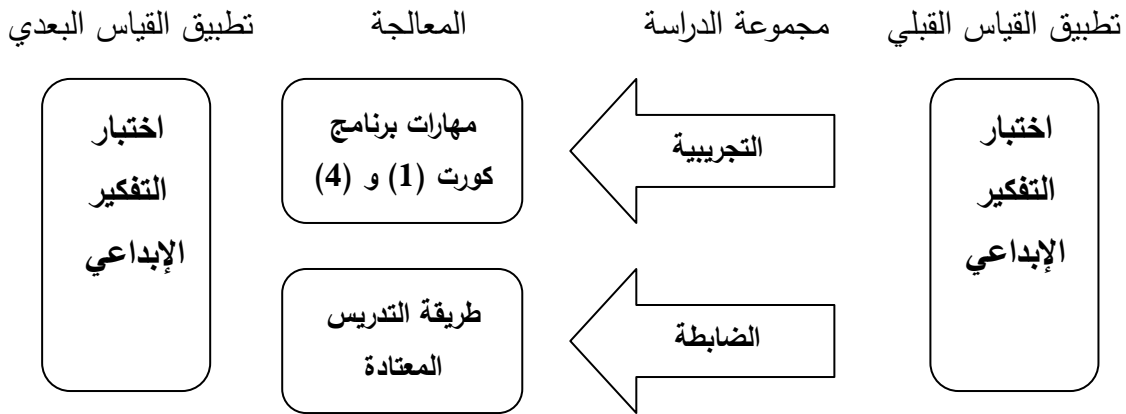 تطبيق القياس القبلي
مجموعة الدراسة
المعالجة
تطبيق القياس البعدي
اختبار
التفكير
الإبداعي
التجريبية
مهارات برنامج
كورت (1) و (4)
اختبار
التفكير
الإبداعي
الضابطة
طريقة التدريس
المعتادة